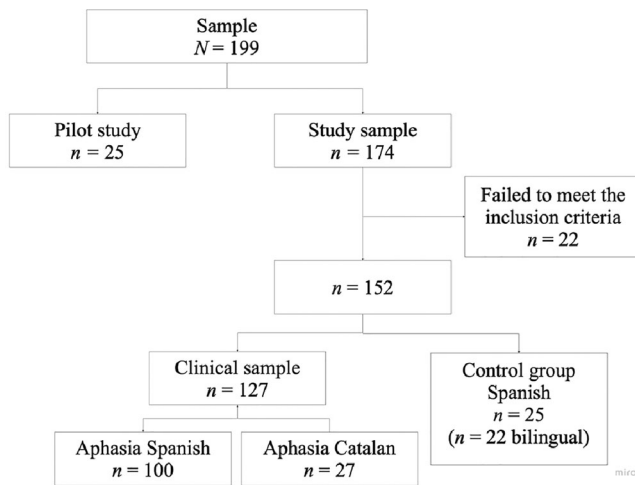 Sample
N = 199
Pilot study
n = 25
Study sample
n = 174
Failed to meet the
inclusion criteria
n = 22
n = 152
Clinical sample
n = 127
Control group
Spanish
n = 25
(n = 22 bilingual)
Aphasia Spanish
n = 100
Aphasia Catalan
n = 27